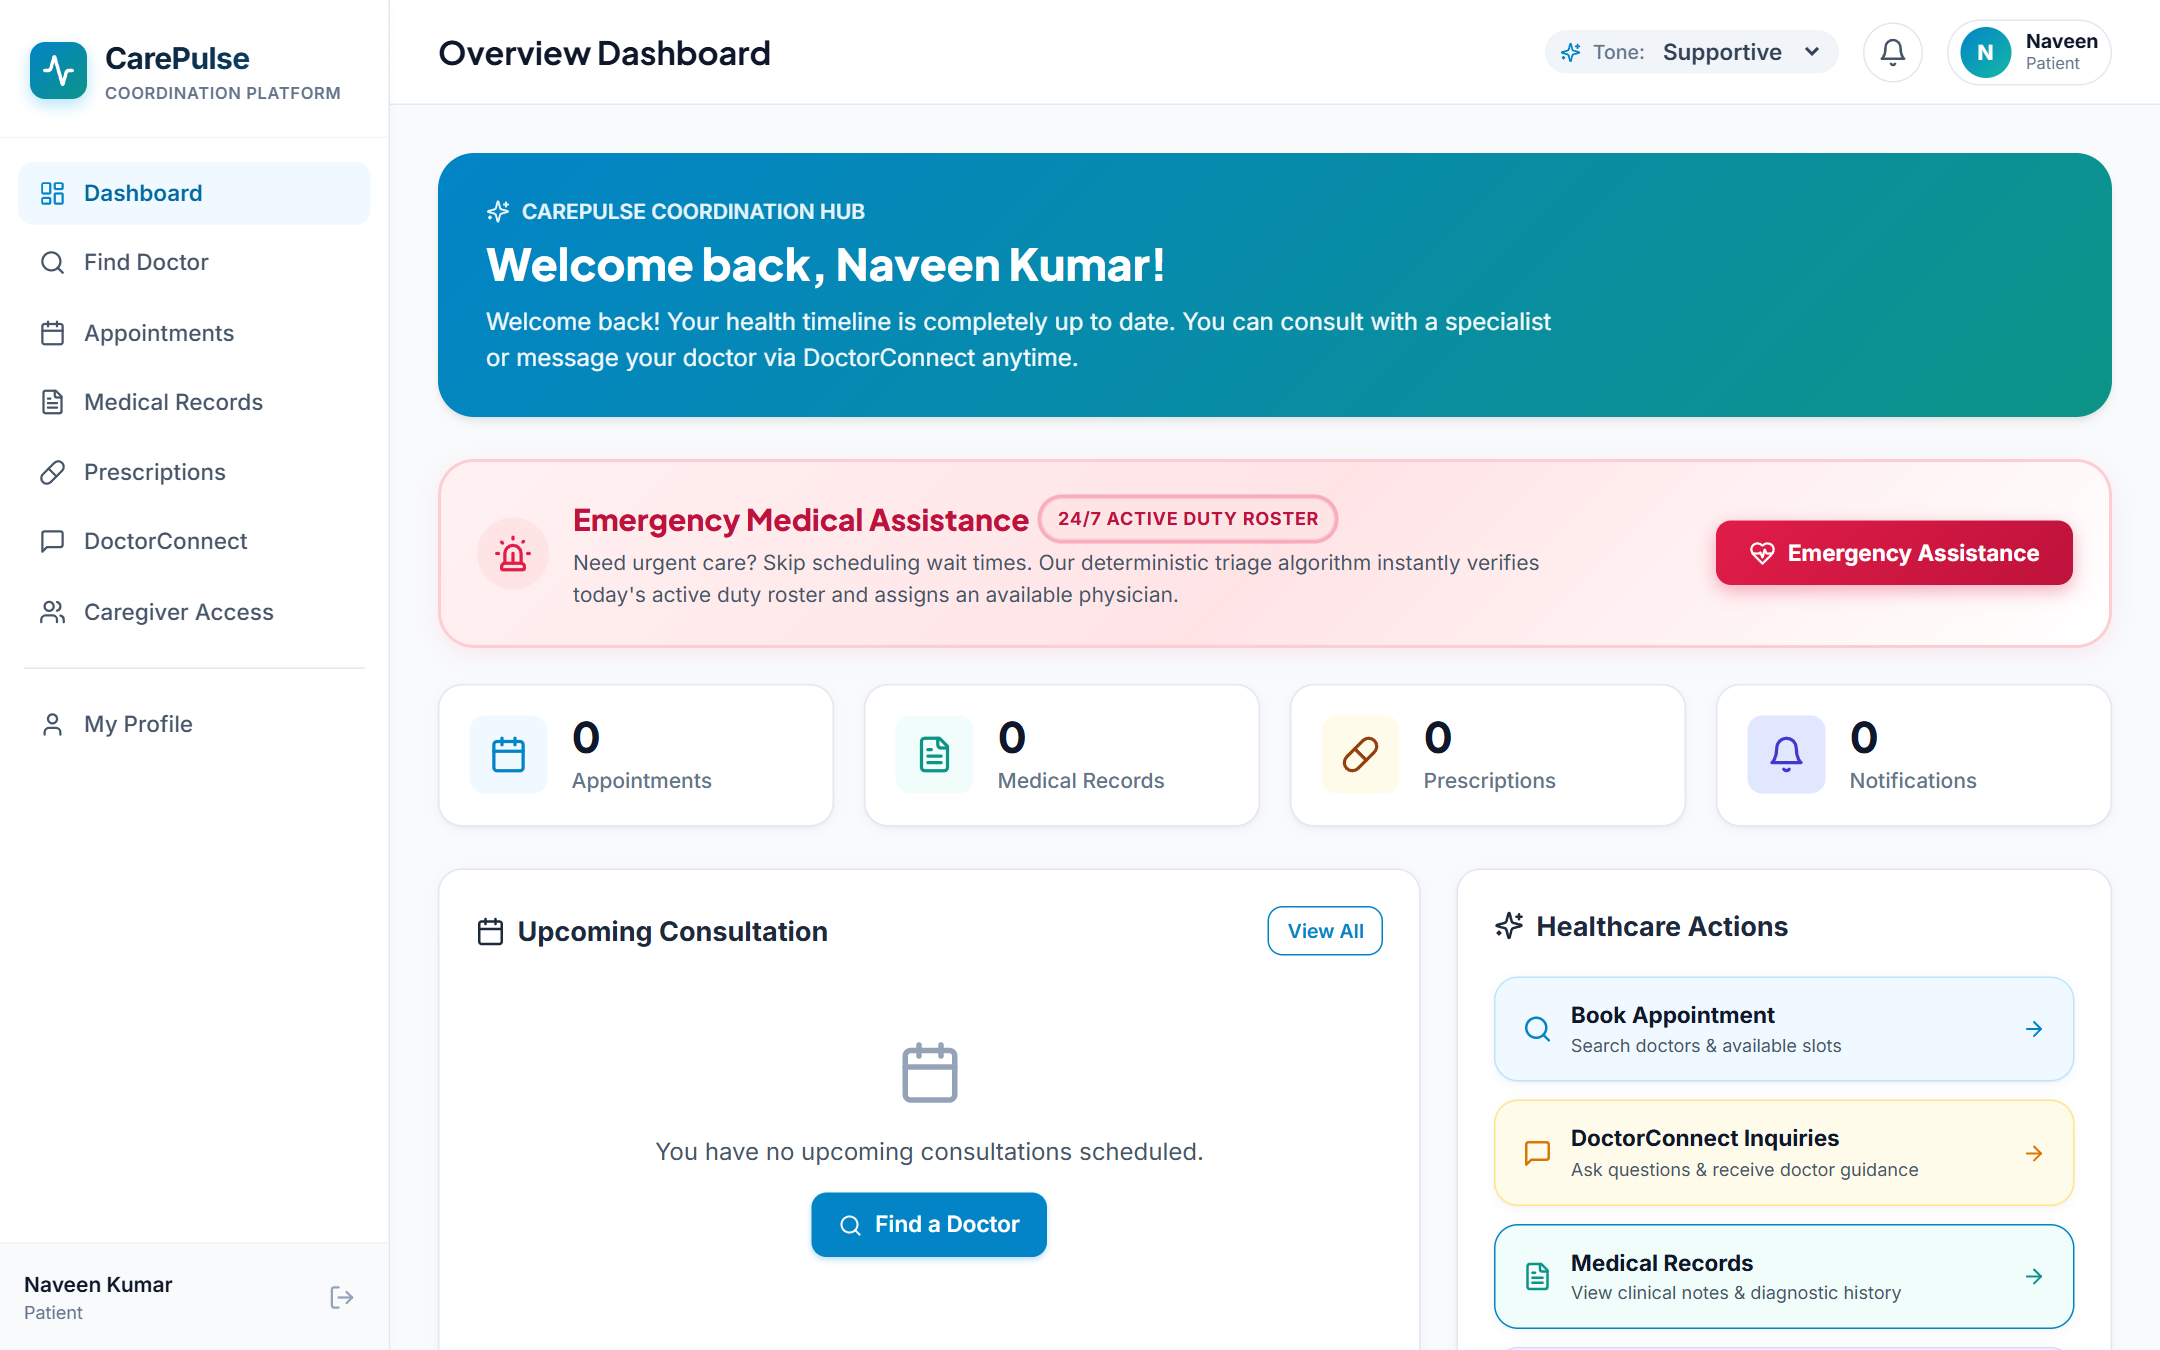 CarePulse
COORDINATION PLATFORM
Dashboard
Find Doctor
Appointments
Medical Records
Prescriptions
DoctorConnect
Caregiver Access
My Profile
Naveen Kumar
Patient
Overview Dashboard
Tone: Supportive
N
Naveen
Patient
CAREPULSE COORDINATION HUB
Welcome back, Naveen Kumar!
Welcome back! Your health timeline is completely up to date. You can consult with a specialist
or message your doctor via DoctorConnect anytime.
Emergency Medical Assistance 24/7 ACTIVE DUTY ROSTER
Need urgent care? Skip scheduling wait times. Our deterministic triage algorithm instantly verifies
today's active duty roster and assigns an available physician.
Emergency Assistance
0
Appointments
0
Medical Records
0
Prescriptions
0
Notifications
Upcoming Consultation
View All
You have no upcoming consultations scheduled.
Find a Doctor
Healthcare Actions
Book Appointment
Search doctors & available slots
DoctorConnect Inquiries
Ask questions & receive doctor guidance
Medical Records
View clinical notes & diagnostic history